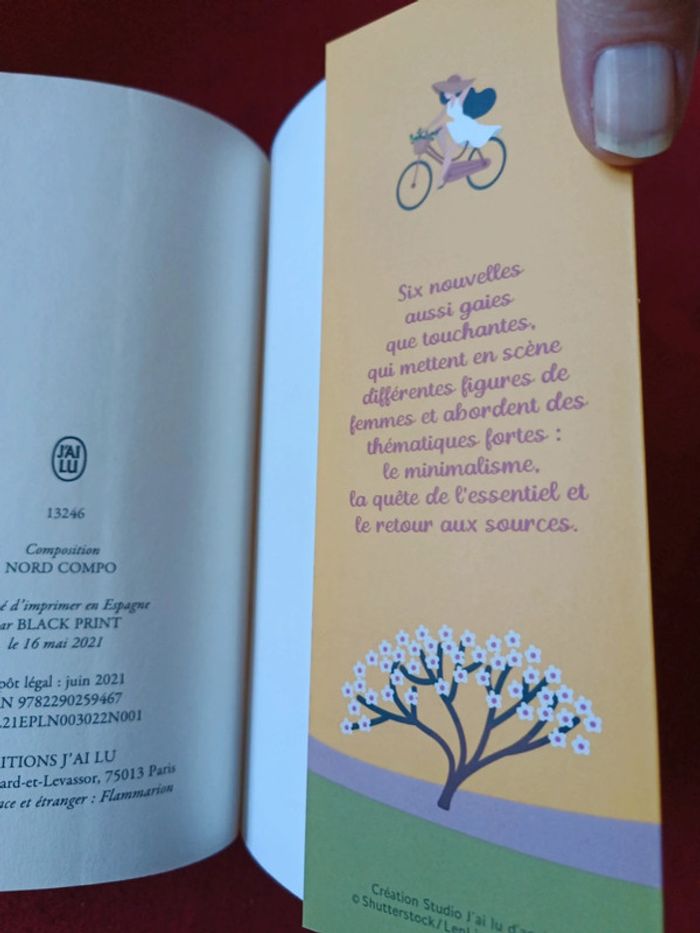 J'AI
LU
13246
Composition
NORD COMPO
é d'imprimer en Espagne
ar BLACK PRINT
le 16 mai 2021
pôt légal : juin 2021
N 9782290259467
L21EPLN003022N001
ITIONS J'AI LU
ard-et-Levassor, 75013 Paris
nce et étranger : Flammarion
Six nouvelles
aussi gaies
que touchantes,
qui mettent en scène
différentes figures de
femmes et abordent des
thématiques fortes :
le minimalisme,
la quête de l'essentiel et
le retour aux sources.
Création Studio J'ai lu d'a
© Shutterstock /